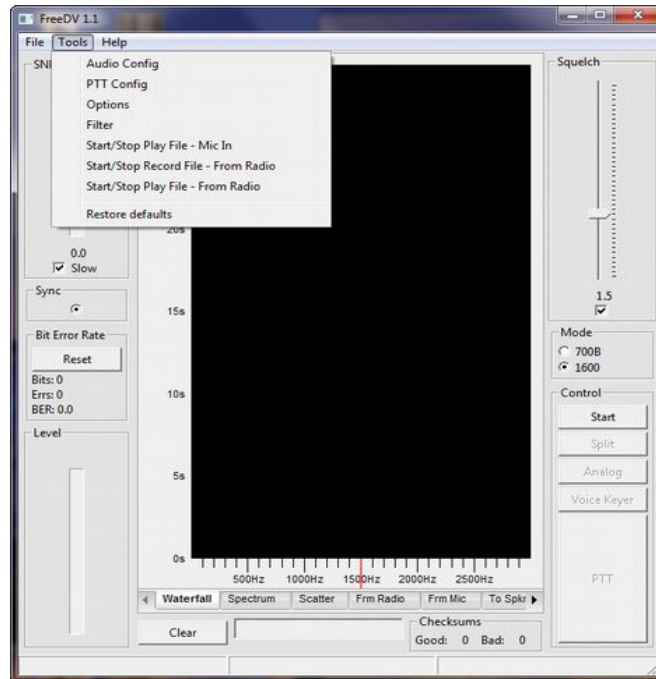 FreeDV 1.1
File Tools Help
Audio Config
PTT Config
Options
Filter
Start/Stop Play File - Mic In
Start/Stop Record File - From Radio
Start/Stop Play File - From Radio
Restore defaults
0.0
Slow
Sync
Bit Error Rate
Reset
Bits: 0
Errs: 0
BER: 0.0
Level
20s
15s
10s
5s
0s
500Hz 1000Hz 1500Hz 2000Hz 2500Hz
Waterfall Spectrum Scatter Frm Radio Frm Mic To Spkr
Clear
Checksums
Good: 0 Bad: 0
Squelch
1.5
Mode
700B
1600
Control
Start
Split
Analog
Voice Keyer
PTT